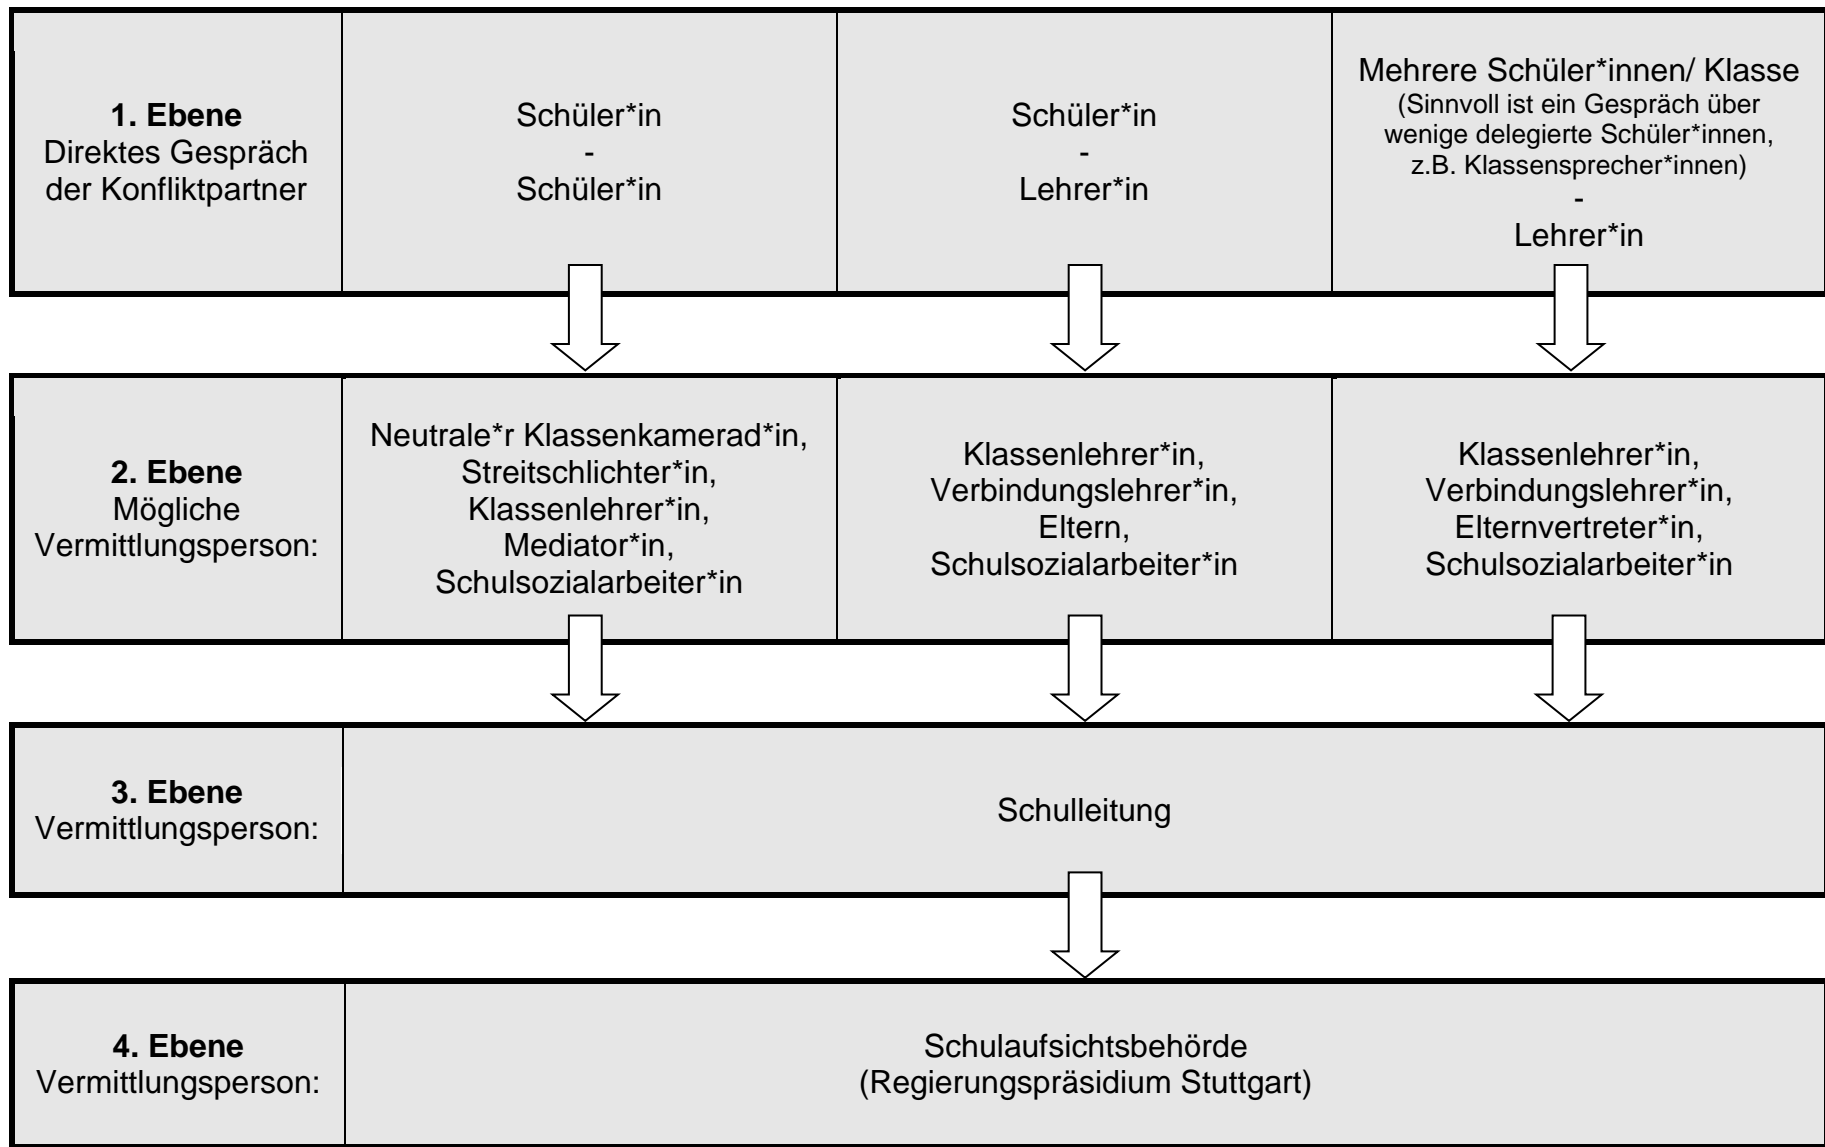 1. Ebene
Direktes Gespräch
der Konfliktpartner
Schüler*in
-
Schüler*in
Schüler*in
-
Lehrer*in
Mehrere Schüler*innen/ Klasse
(Sinnvoll ist ein Gespräch über
wenige delegierte Schüler*innen,
z.B. Klassensprecher*innen)
-
Lehrer*in
2. Ebene
Mögliche
Vermittlungsperson:
Neutrale*r Klassenkamerad*in,
Streitschlichter*in,
Klassenlehrer*in,
Mediator*in,
Schulsozialarbeiter*in
Klassenlehrer*in,
Verbindungslehrer*in,
Eltern,
Schulsozialarbeiter*in
Klassenlehrer*in,
Verbindungslehrer*in,
Elternvertreter*in,
Schulsozialarbeiter*in
3. Ebene
Vermittlungsperson:
Schulleitung
4. Ebene
Vermittlungsperson:
Schulaufsichtsbehörde
(Regierungspräsidium Stuttgart)